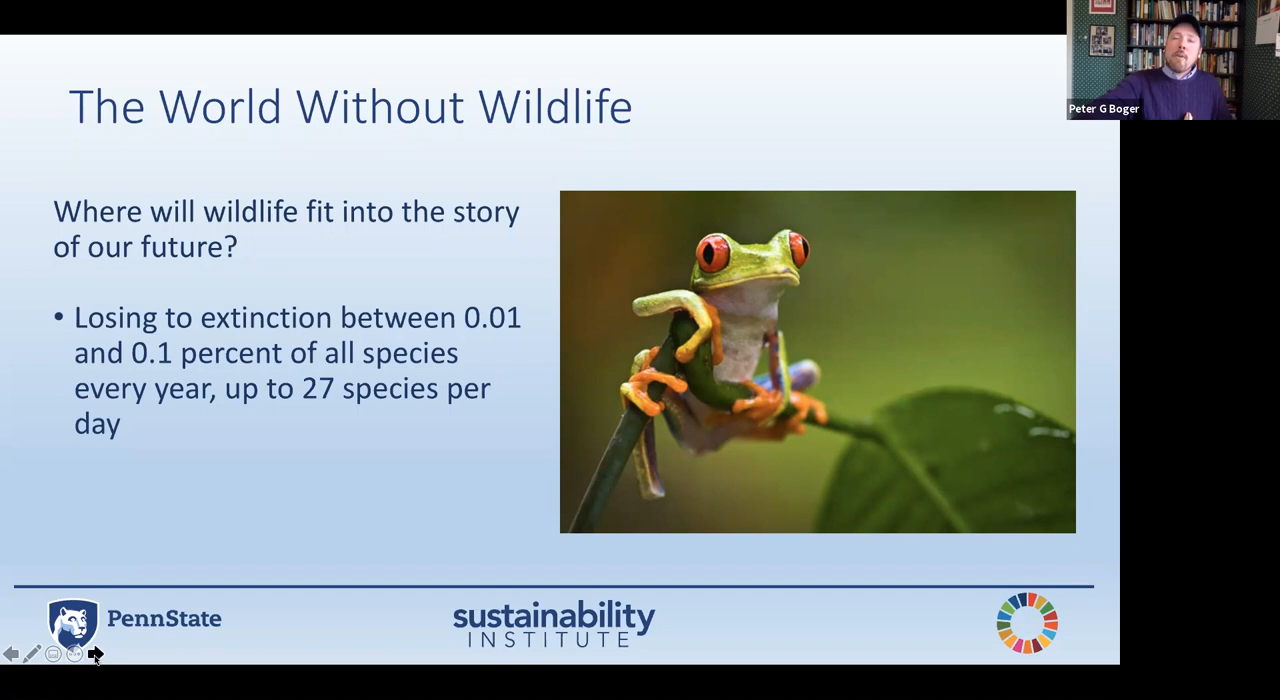 The World Without Wildlife
Peter G Boger
Where will wildlife fit into the story
of our future?
• Losing to extinction between 0.01
and 0.1 percent of all species
every year, up to 27 species per
day
PennState
sustainability
INSTITUTE